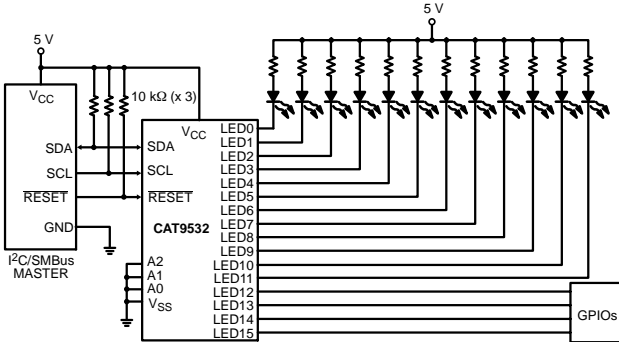 5 V
5 V
10 kΩ (x 3)
VCC
SDA
SCL
RESET
GND
I2C/SMBus
MASTER
VCC
SDA
SCL
RESET
CAT9532
A2
A1
A0
VSS
LED0
LED1
LED2
LED3
LED4
LED5
LED6
LED7
LED8
LED9
LED10
LED11
LED12
LED13
LED14
LED15
GPIOs